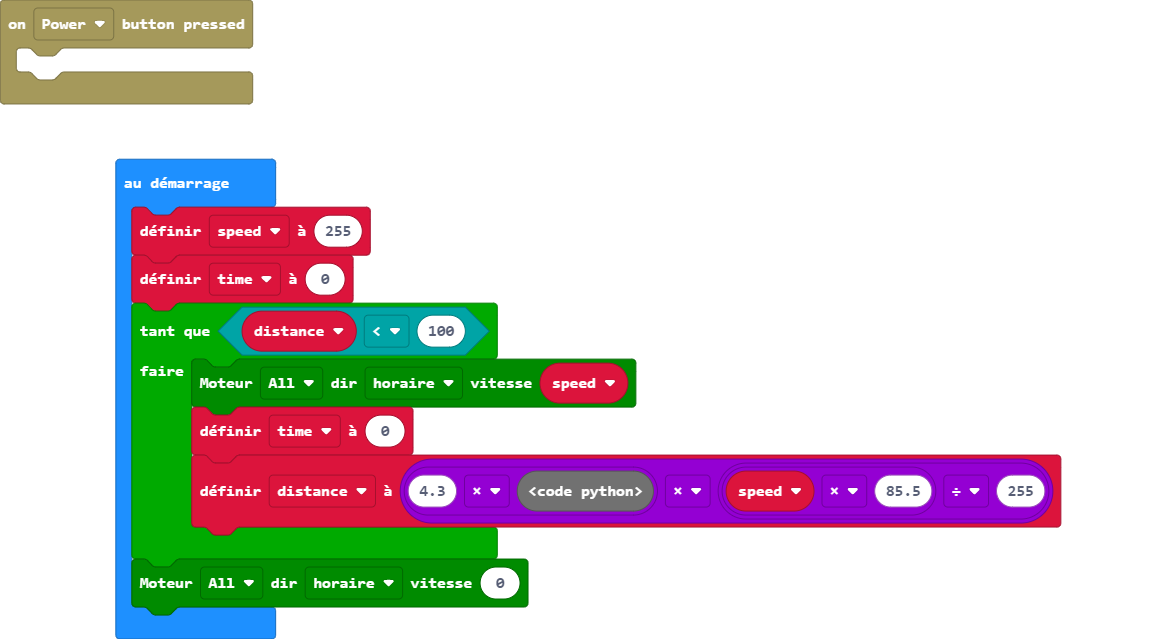 on Power button pressed
au démarrage
définir speed à 255
définir time à 0
tant que distance < 100
faire
Moteur All dir horaire vitesse speed
définir time à 0
définir distance à 4.3 × <code python> × speed × 85.5 ÷ 255
Moteur All dir horaire vitesse 0